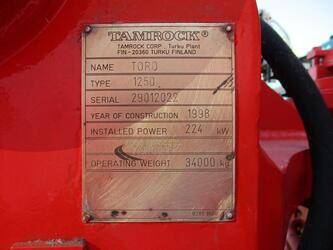 TAMROCK
TAMROCK CORP., Turku Plant
FIN-20360 TURKU FINLAND
NAME TORO
TYPE 1250
SERIAL 29012022
YEAR OF CONSTRUCTION 1998
INSTALLED POWER 224 kW
OPERATING WEIGHT 34000 kg